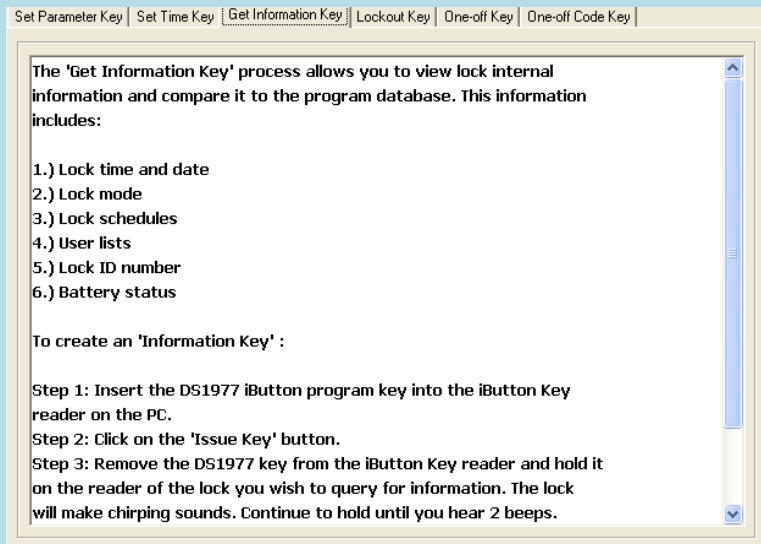 Set Parameter Key Set Time Key Get Information Key Lockout Key One-off Key One-off Code Key
The 'Get Information Key' process allows you to view lock internal
information and compare it to the program database. This information
includes:
1.) Lock time and date
2.) Lock mode
3.) Lock schedules
4.) User lists
5.) Lock ID number
6.) Battery status
To create an 'Information Key' :
Step 1: Insert the DS1977 iButton program key into the iButton Key
reader on the PC.
Step 2: Click on the 'Issue Key' button.
Step 3: Remove the DS1977 key from the iButton Key reader and hold it
on the reader of the lock you wish to query for information. The lock
will make chirping sounds. Continue to hold until you hear 2 beeps.